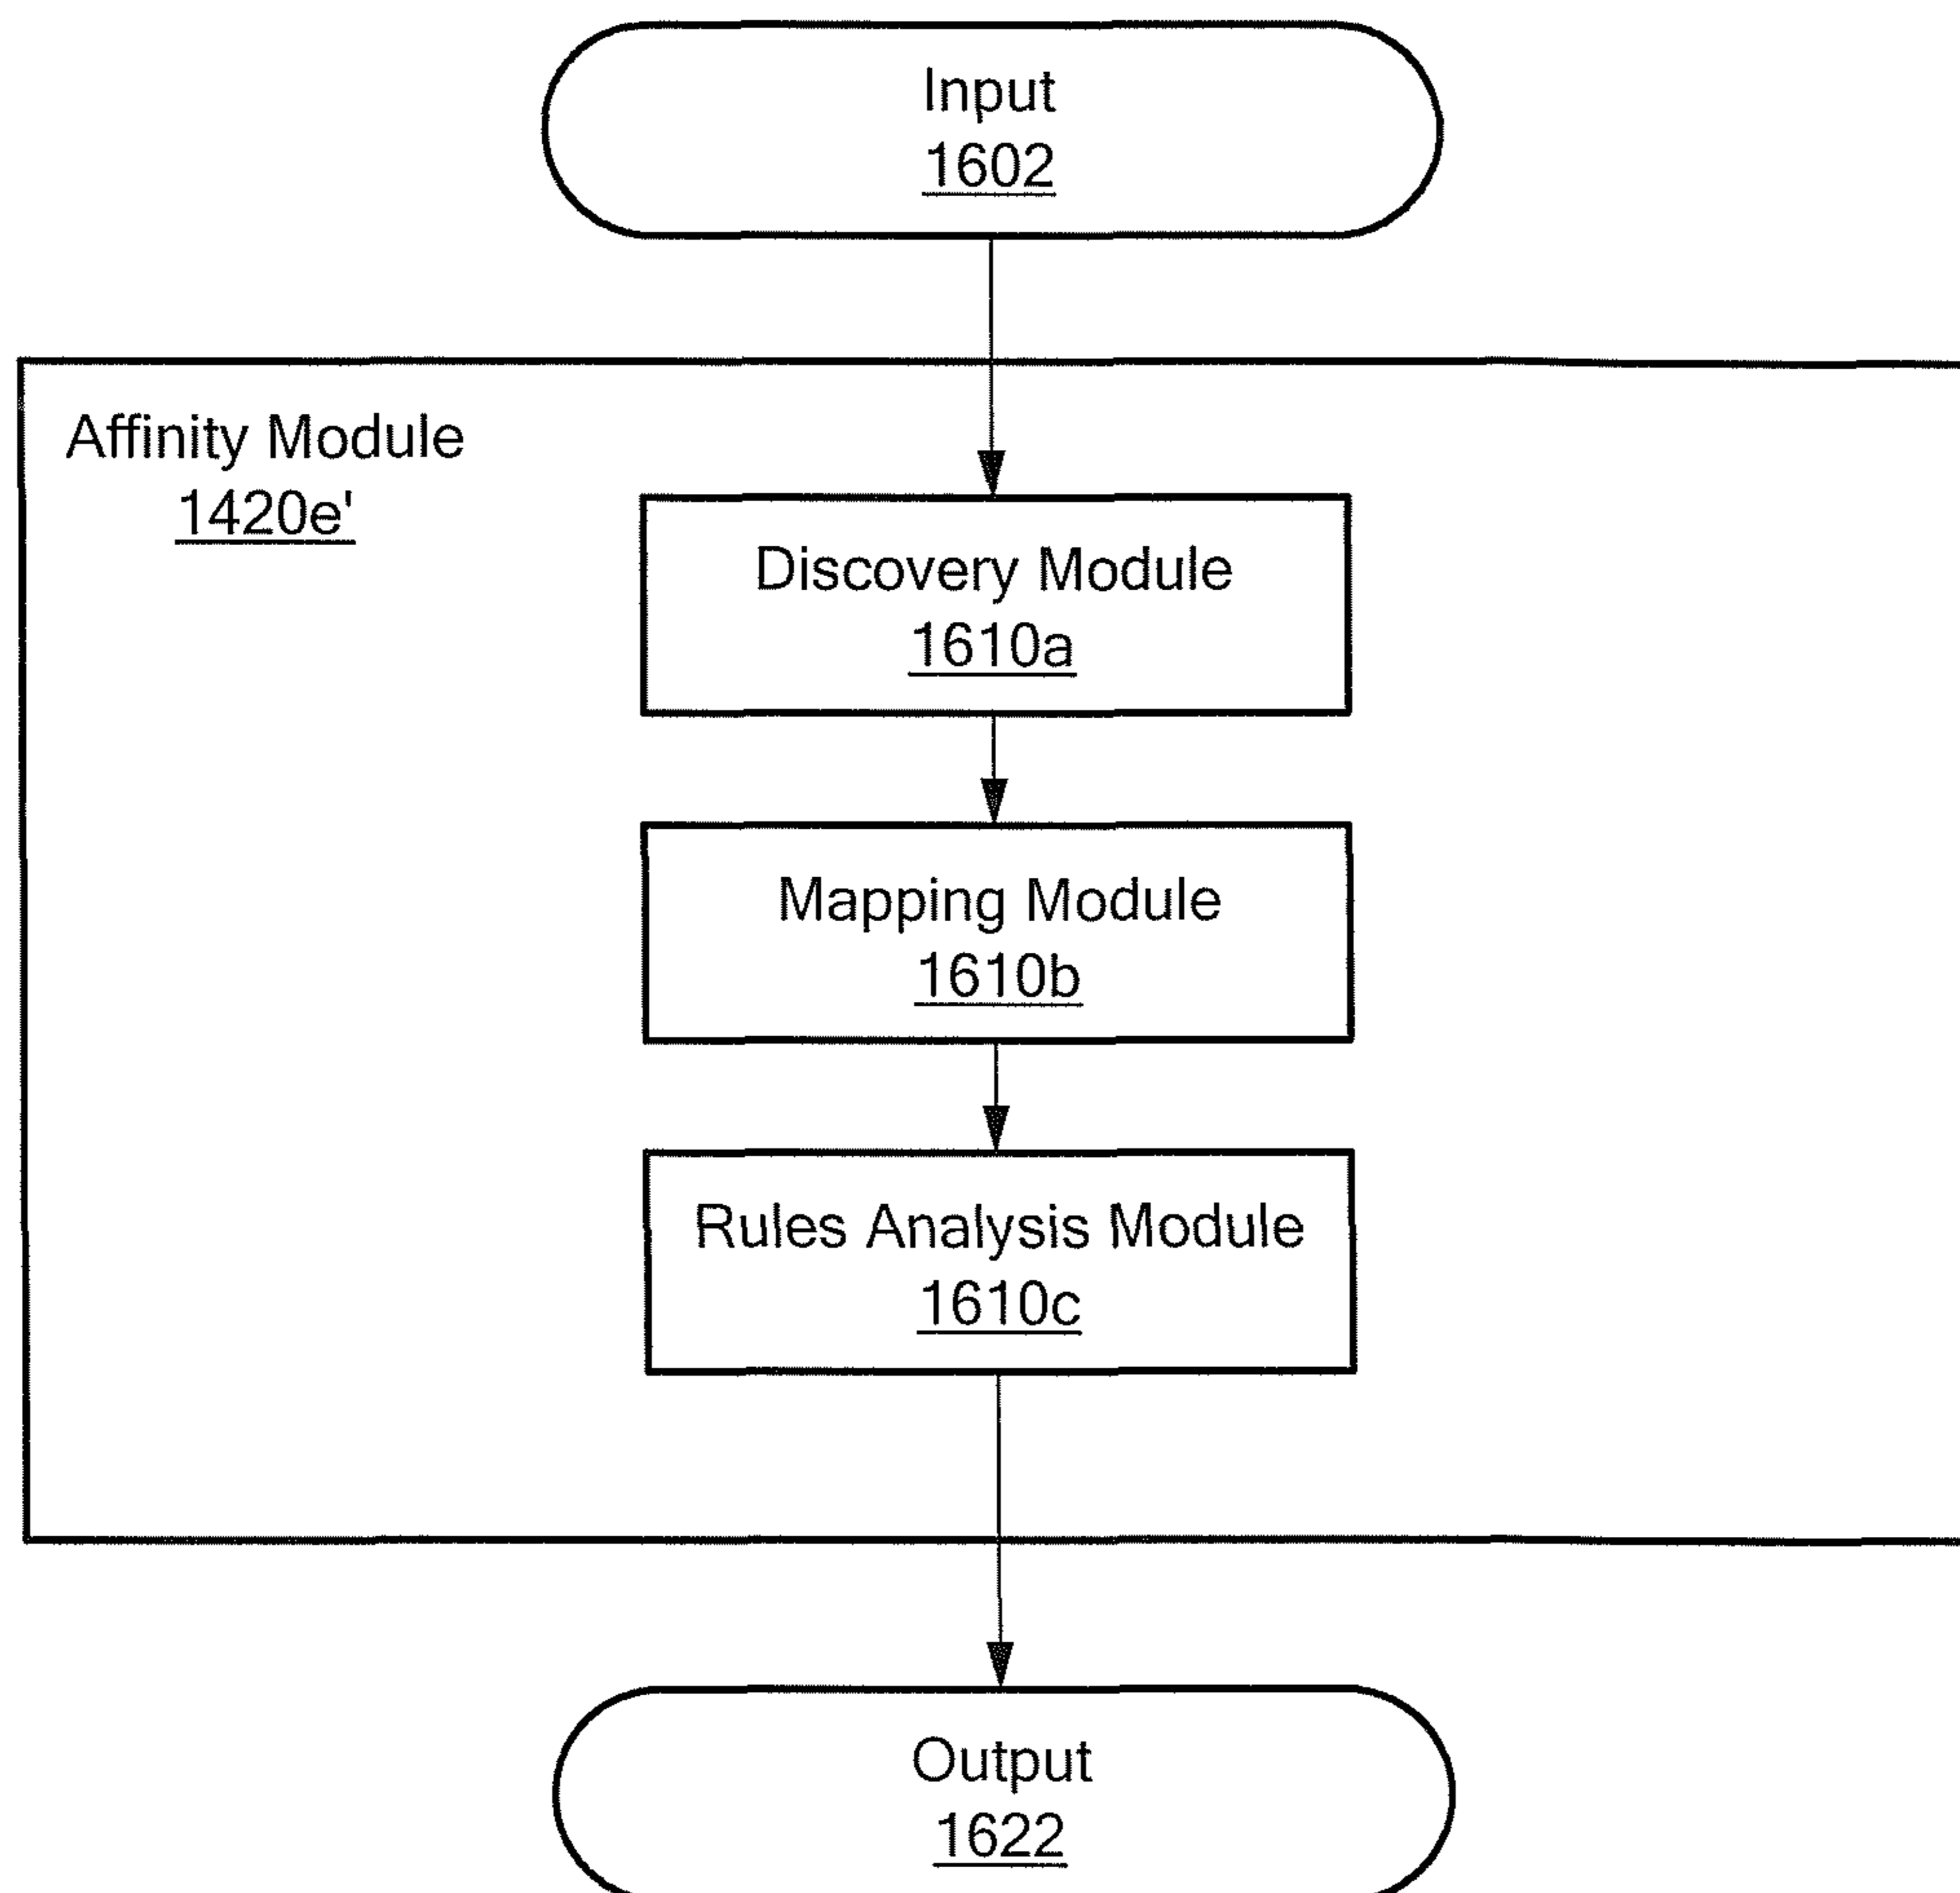 Input
1602
Affinity Module
1420e'
Discovery Module
1610a
Mapping Module
1610b
Rules Analysis Module
1610c
Output
1622